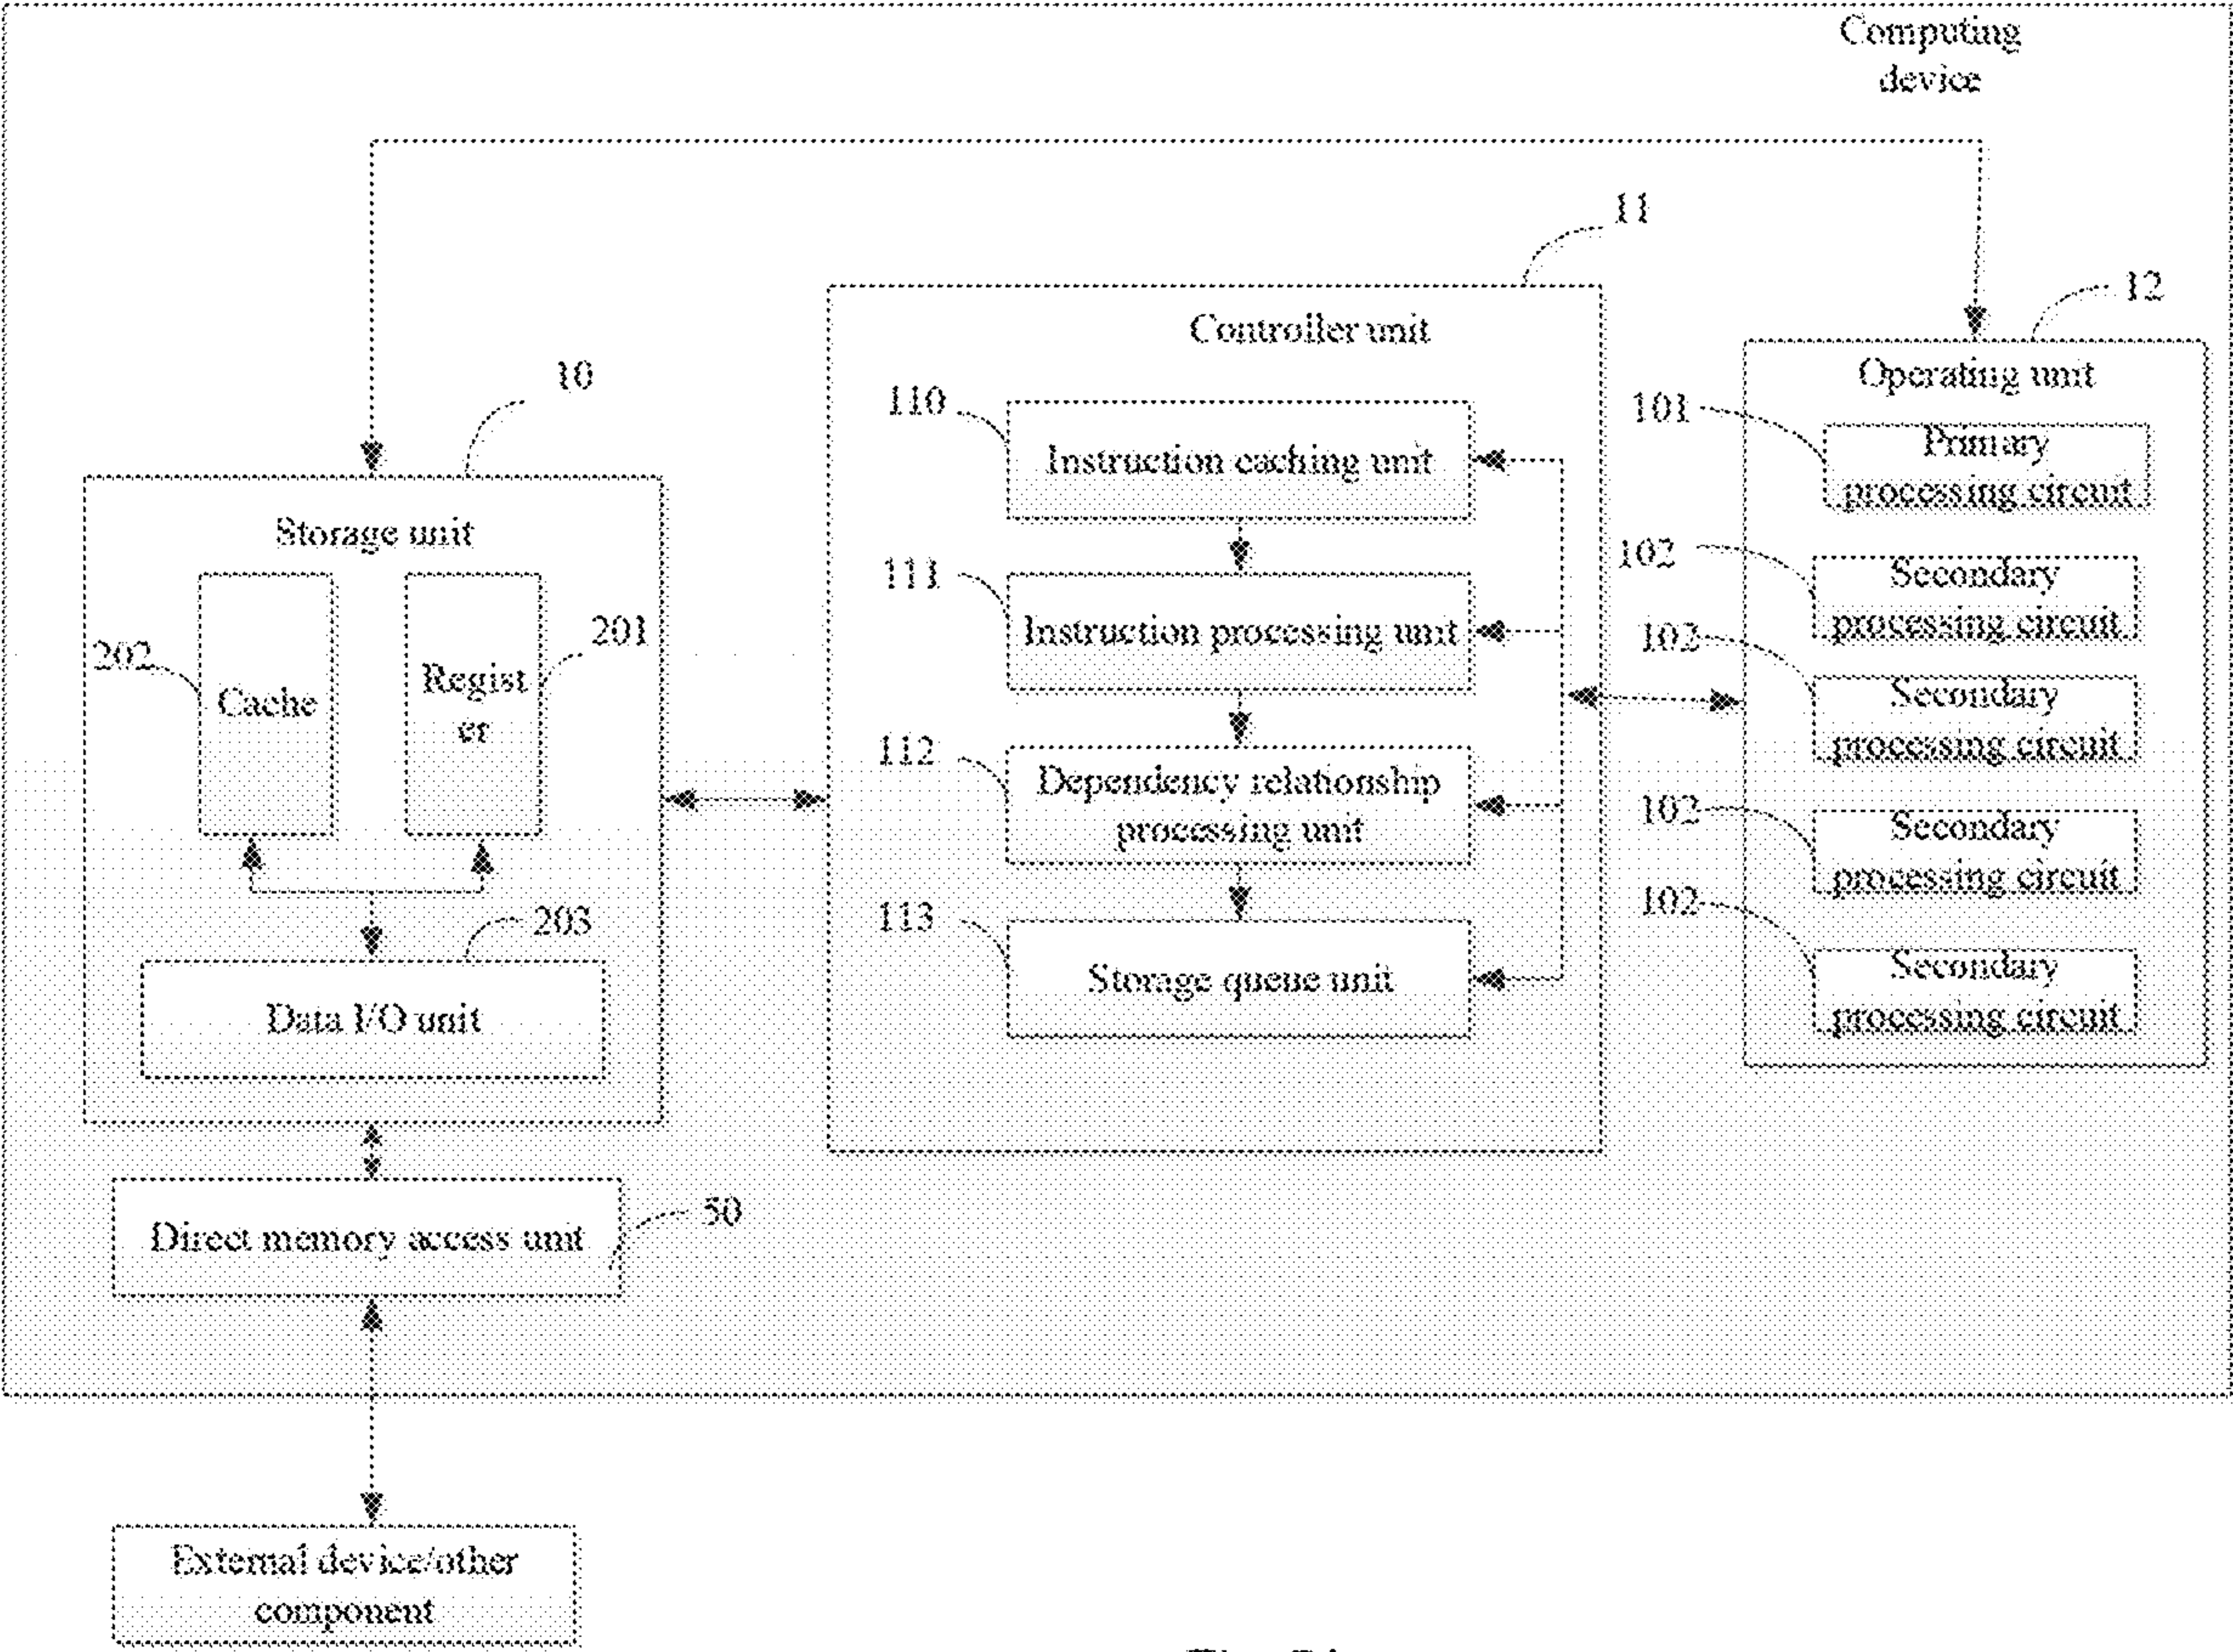 Computing
device
11
12
Controller unit
Operating unit
10
110
101
Primary
processing circuit
Instruction caching unit
Storage unit
102
Secondary
processing circuit
111
Instruction processing unit
202
Cache
Regist
er
201
102
Secondary
processing circuit
112
Dependency relationship
processing unit
102
Secondary
processing circuit
203
113
Storage queue unit
102
Secondary
processing circuit
Data I/O unit
50
Direct memory access unit
External device/other
component